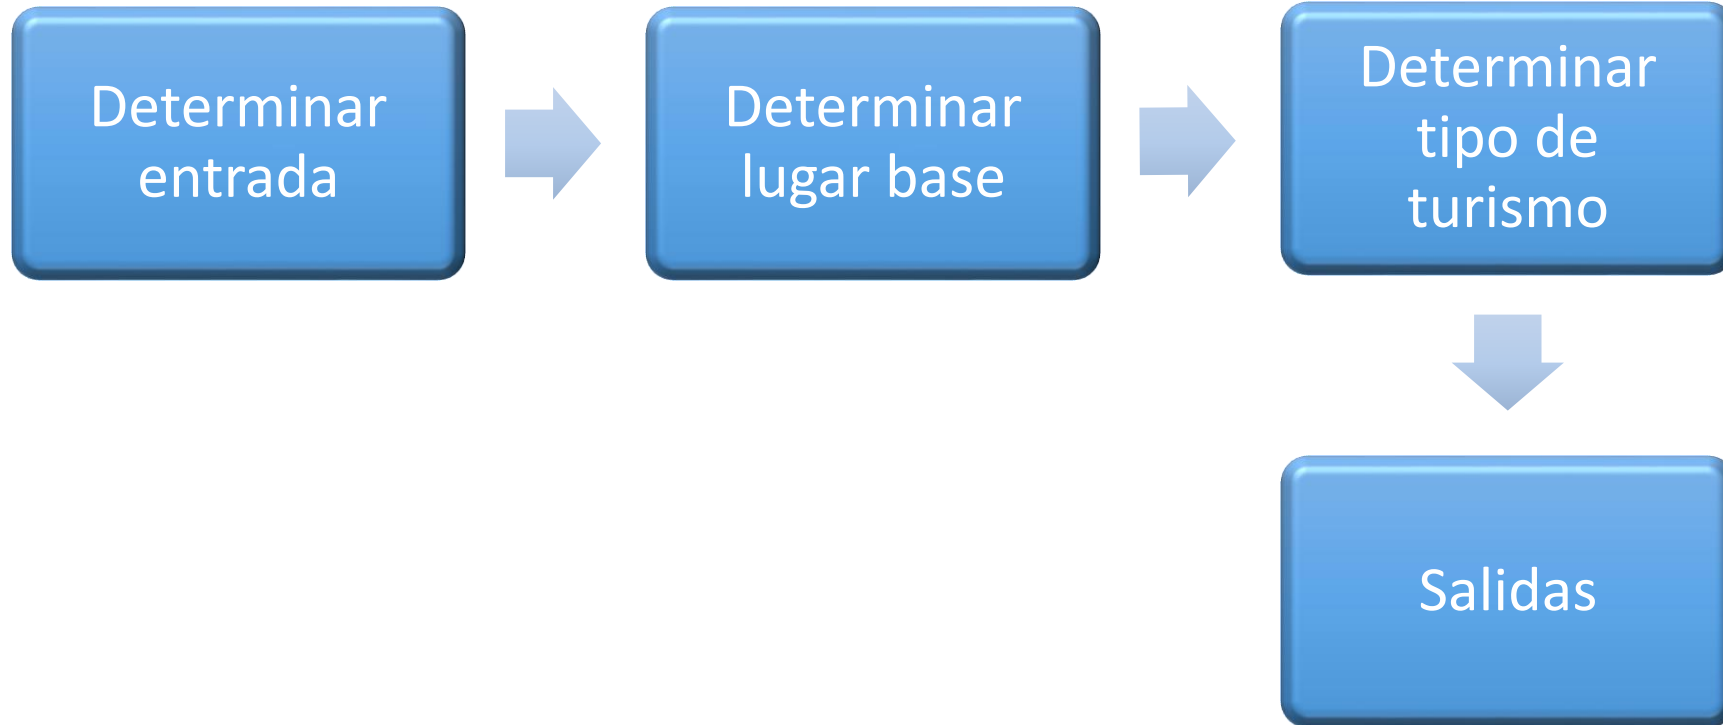 Determinar
entrada
Determinar
lugar base
Determinar
tipo de
turismo
Salidas